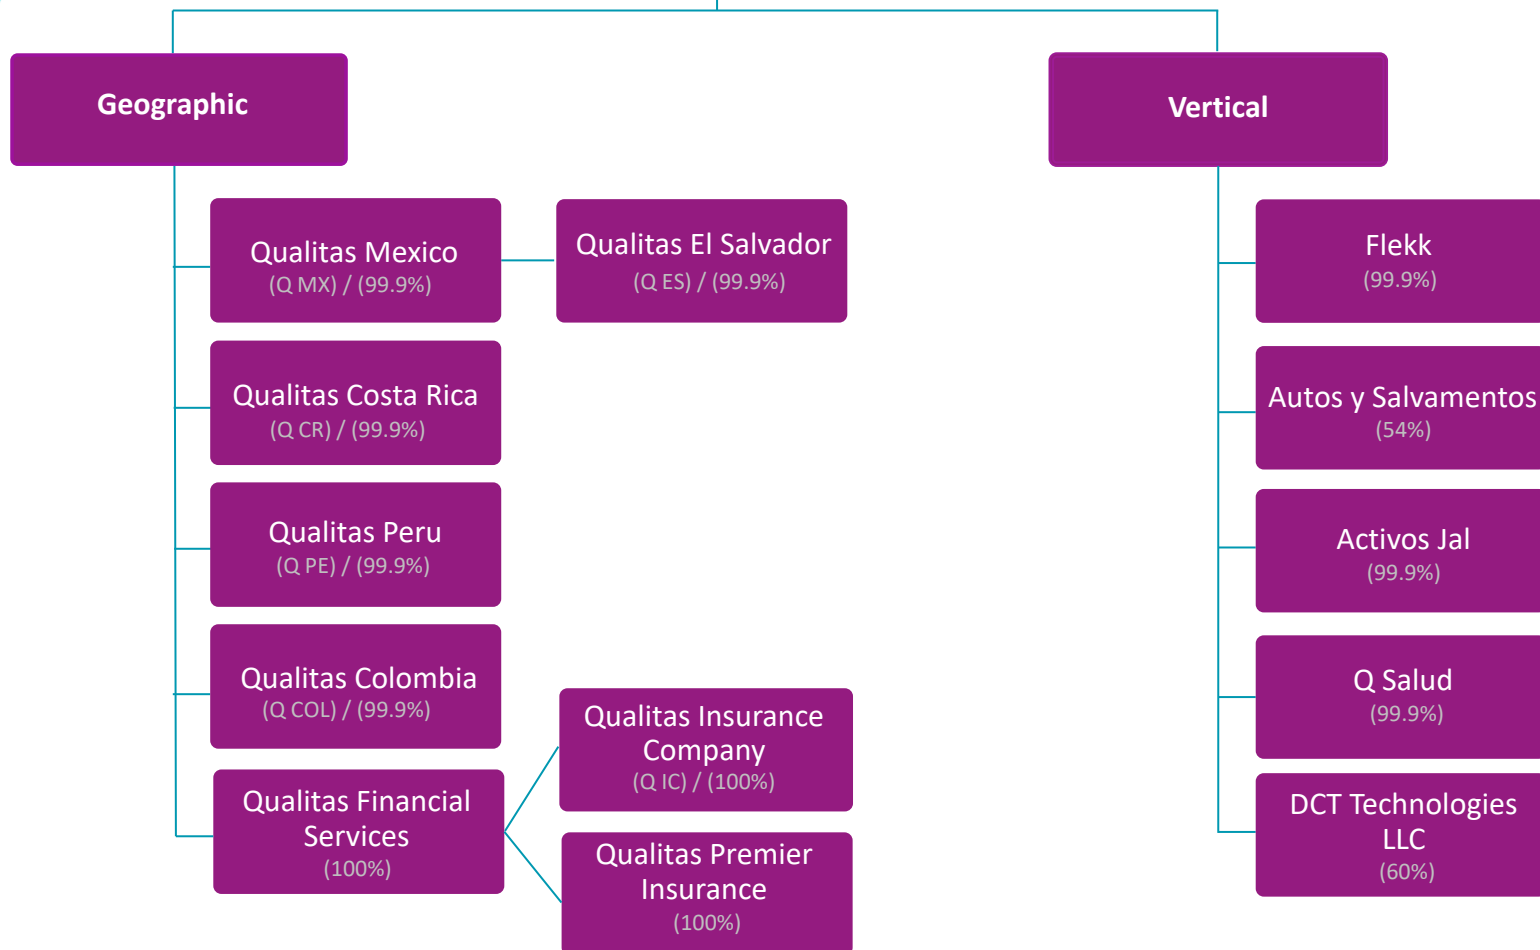 Geographic
Vertical
Qualitas Mexico
(Q MX) / (99.9%)
Qualitas El Salvador
(Q ES) / (99.9%)
Qualitas Costa Rica
(Q CR) / (99.9%)
Qualitas Peru
(Q PE) / (99.9%)
Qualitas Colombia
(Q COL) / (99.9%)
Qualitas Financial
Services
(100%)
Qualitas Insurance
Company
(Q IC) / (100%)
Qualitas Premier
Insurance
(100%)
Flekk
(99.9%)
Autos y Salvamentos
(54%)
Activos Jal
(99.9%)
Q Salud
(99.9%)
DCT Technologies
LLC
(60%)